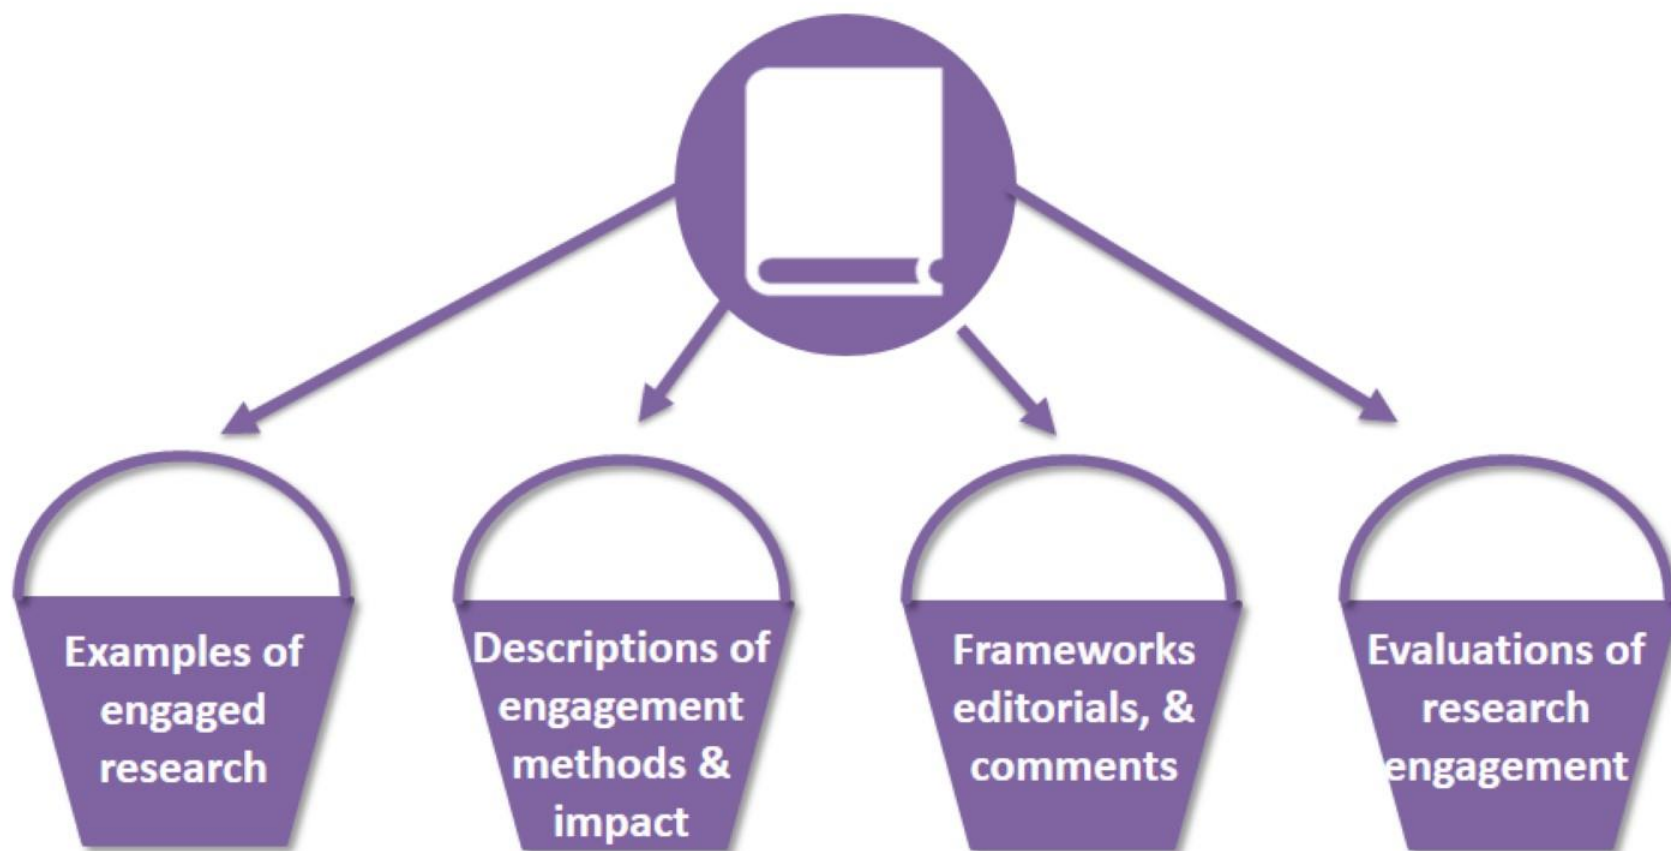 Examples of
engaged
research
Descriptions of
engagement
methods &
impact
Frameworks
editorials, &
comments
Evaluations of
research
engagement